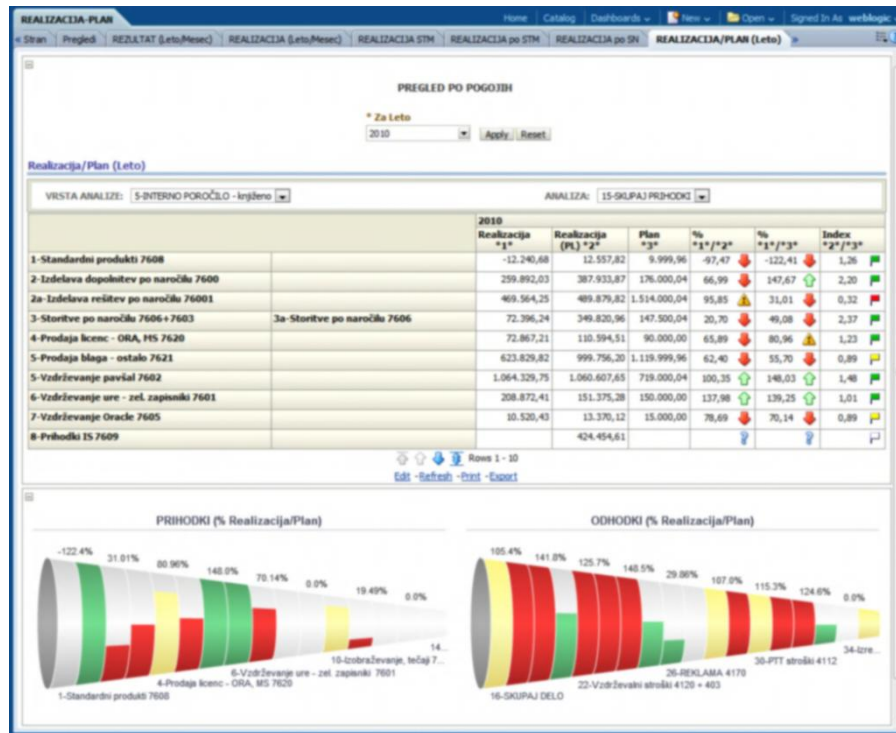 REALIZACIJA-PLAN
Home Catalog Dashboards New Open Signed In As weblogic
« Stran Pregledi REZULTAT (Leto/Mesec) REALIZACIJA (Leto/Mesec) REALIZACIJA STM REALIZACIJA po STM REALIZACIJA po SN REALIZACIJA/PLAN (Leto) »
PREGLED PO POGOJIH
* Za Leto
2010 Apply Reset
Realizacija/Plan (Leto)
VRSTA ANALIZE: 5-INTERNO POROČILO - knjiženo ANALIZA: 15-SKUPAJ PRIHODKI
2010
Realizacija *1* Realizacija (PL) *2* Plan *3* % *1*/*2* % *1*/*3* Index *2*/*3*
1-Standardni produkti 7608 -12.240,68 12.557,82 9.999,96 -97,47 -122,41 1,26
2-Izdelava dopolnitev po naročilu 7600 259.892,03 387.933,87 176.000,04 66,99 147,67 2,20
2a-Izdelava rešitev po naročilu 76001 469.564,25 489.879,82 1.514.000,04 95,85 31,01 0,32
3-Storitve po naročilu 7606+7603 3a-Storitve po naročilu 7606 72.396,24 349.820,96 147.500,04 20,70 49,08 2,37
4-Prodaja licenc - ORA, MS 7620 72.867,21 110.594,51 90.000,00 65,89 80,96 1,23
5-Prodaja blaga - ostalo 7621 623.829,82 999.756,20 1.119.999,96 62,40 55,70 0,89
5-Vzdrževanje pavšal 7602 1.064.329,75 1.060.607,65 719.000,04 100,35 148,03 1,48
6-Vzdrževanje ure - zel. zapisniki 7601 208.872,41 151.375,28 150.000,00 137,98 139,25 1,01
7-Vzdrževanje Oracle 7605 10.520,43 13.370,12 15.000,00 78,69 70,14 0,89
8-Prihodki IS 7609 424.454,61
Rows 1 - 10
Edit -Refresh -Print -Export
PRIHODKI (% Realizacija/Plan)
-122.4% 31.01% 80.96% 148.0% 70.14% 0.0% 19.49% 0.0%
14...
10-Izobraževanje, tečaji 7...
6-Vzdrževanje ure - zel. zapisniki 7601
4-Prodaja licenc - ORA, MS 7620
1-Standardni produkti 7608
ODHODKI (% Realizacija/Plan)
105.4% 141.8% 125.7% 148.5% 29.86% 107.0% 115.3% 124.6% 0.0%
34-Izre...
30-PTT stroški 4112
26-REKLAMA 4170
22-Vzdrževalni stroški 4120 + 403
16-SKUPAJ DELO